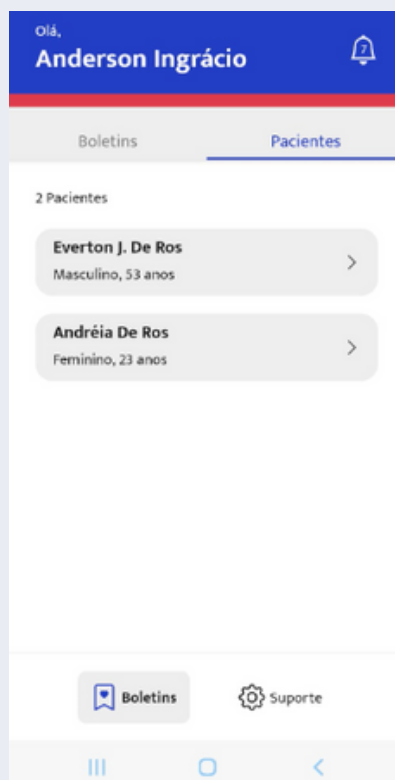 Olá,
Anderson Ingrácio
7
Boletins
Pacientes
2 Pacientes
Everton J. De Ros
Masculino, 53 anos
Andréia De Ros
Feminino, 23 anos
Boletins
Suporte